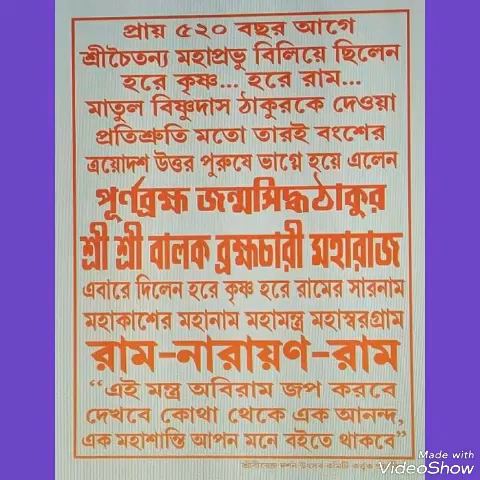 প্রায় ৫২০ বছর আগে
শ্রীচৈতন্য মহাপ্রভু বিলিয়ে ছিলেন
হরে কৃষ্ণ... হরে রাম...
মাতুল বিষ্ণুদাস ঠাকুরকে দেওয়া
প্রতিশ্রুতি মতো তারই বংশের
ত্রয়োদশ উত্তর পুরুষে ভাগ্নে হয়ে এলেন
পূর্ণব্রহ্ম জন্মসিদ্ধঠাকুর
শ্রী শ্রী বালক ব্রহ্মচারী মহারাজ
এবারে দিলেন হরে কৃষ্ণ হরে রামের সারনাম
মহাকাশের মহানাম মহামন্ত্র মহাস্বরগ্রাম
রাম-নারায়ণ-রাম
“এই মন্ত্র অবিরাম জপ করবে
দেখবে কোথা থেকে এক আনন্দ,
এক মহাশান্তি আপন মনে বইতে থাকবে”
Made with
VideoShow